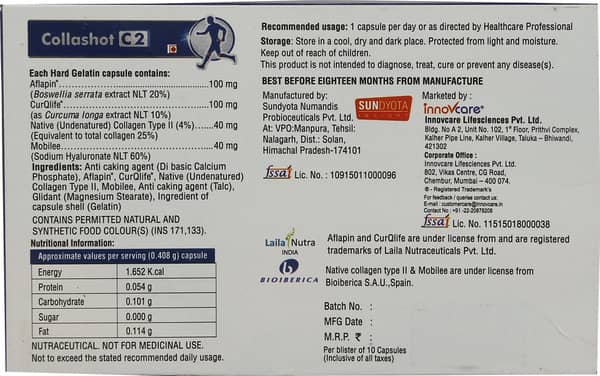 Collashot C2
Each Hard Gelatin capsule contains:
Aflapin*..........................................100 mg
(Boswellia serrata extract NLT 20%)
CurQlife*........................................100 mg
(as Curcuma longa extract NLT 10%)
Native (Undenatured) Collagen Type II (4%).....40 mg
(Equivalent to total collagen 25%)
Mobilee..........................................40 mg
(Sodium Hyaluronate NLT 60%)
Ingredients: Anti caking agent (Di basic Calcium
Phosphate), Aflapin*, CurQlife*, Native (Undenatured)
Collagen Type II, Mobilee, Anti caking agent (Talc),
Glidant (Magnesium Stearate), Ingredient of
capsule shell (Gelatin)
CONTAINS PERMITTED NATURAL AND
SYNTHETIC FOOD COLOUR(S) (INS 171,133).
Nutritional Information:
Approximate values per serving (0.408 g) capsule
Energy 1.652 K.cal
Protein 0.054 g
Carbohydrate 0.101 g
Sugar 0.000 g
Fat 0.114 g
NUTRACEUTICAL. NOT FOR MEDICINAL USE.
Not to exceed the stated recommended daily usage.
Recommended usage: 1 capsule per day or as directed by Healthcare Professional
Storage: Store in a cool, dry and dark place. Protected from light and moisture.
Keep out of reach of children.
This product is not intended to diagnose, treat, cure or prevent any disease(s).
BEST BEFORE EIGHTEEN MONTHS FROM MANUFACTURE
Manufactured by:
Sundyota Numandis
Probioceuticals Pvt. Ltd.
At: VPO:Manpura, Tehsil:
Nalagarh, Dist.: Solan,
Himachal Pradesh-174101
SUNDYOTA
fssai Lic. No. : 10915011000096
Marketed by :
innovcare*
Innovcare Lifesciences Pvt. Ltd.
Bldg. No A 2, Unit No. 102, 1st Floor, Prithvi Complex,
Kalher Pipe Line, Kalher Village, Taluka – Bhiwandi,
421302
Corporate Office :
Innovcare Lifesciences Pvt. Ltd.
802, Vikas Centre, CG Road,
Chembur, Mumbai – 400 074.
® - Registered Trademark's
For feedback / queries contact us:
E-mail : customercare@innovcare.in
Contact No : +91 -22-20878208
fssai Lic. No. : 11515018000038
Laila Nutra
INDIA
Aflapin and CurQlife are under license from and are registered
trademarks of Laila Nutraceuticals Pvt. Ltd.
BIOIBERICA
Native collagen type II & Mobilee are under license from
Bioiberica S.A.U.,Spain.
Batch No. :
MFG Date :
M.R.P. ₹ :
Per blister of 10 Capsules
(Inclusive of all taxes)